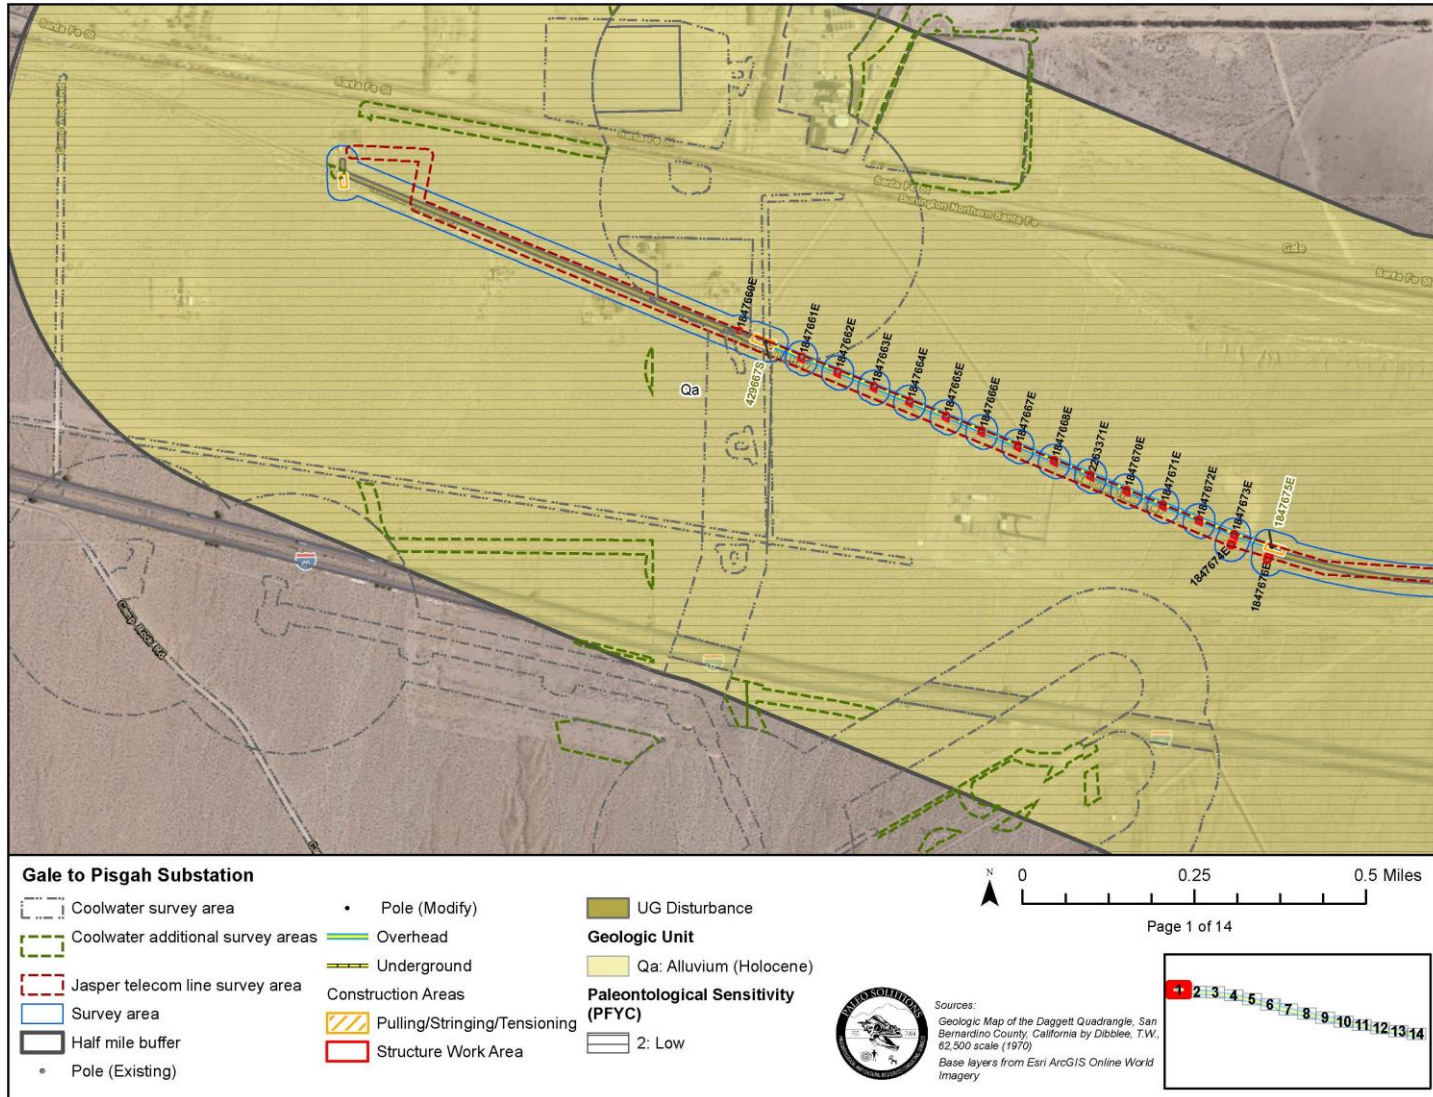 Santa Fe St
Santa Fe St
Santa Fe St
Santa Fe St
Burlington Northern Santa Fe
Gale
Santa Fe St
1847660E
1847661E
1847662E
1847663E
1847664E
1847665E
1847666E
1847667E
1847668E
2263371E
1847670E
1847671E
1847672E
1847673E
1847674E
1847675E
1847676E
429667S
Qa
40
Camp Rock Rd
Gale to Pisgah Substation
Coolwater survey area
Coolwater additional survey areas
Jasper telecom line survey area
Survey area
Half mile buffer
Pole (Existing)
Pole (Modify)
Overhead
Underground
Construction Areas
Pulling/Stringing/Tensioning
Structure Work Area
UG Disturbance
Geologic Unit
Qa: Alluvium (Holocene)
Paleontological Sensitivity
(PFYC)
2: Low
N
0 0.25 0.5 Miles
Page 1 of 14
PALEO SOLUTIONS
Sources:
Geologic Map of the Daggett Quadrangle, San
Bernardino County, California by Dibblee, T.W.,
62,500 scale (1970)
Base layers from Esri ArcGIS Online World
Imagery
1 2 3 4 5 6 7 8 9 10 11 12 13 14